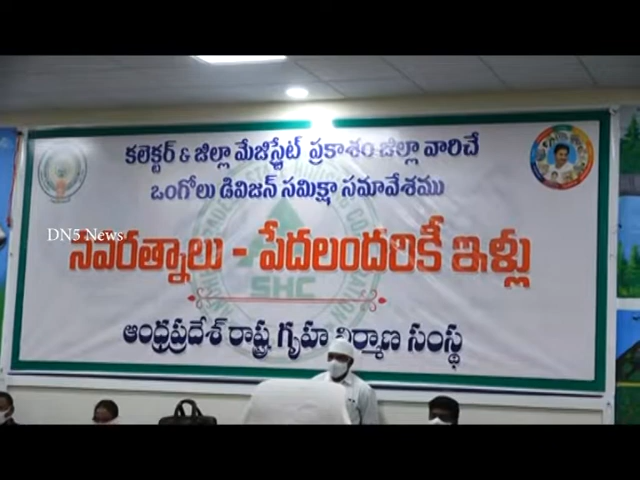 కలెక్టర్ & జిల్లా మేజిస్ట్రేట్ ప్రకాశం జిల్లా వారిచే
ఒంగోలు డివిజన్ సమీక్షా సమావేశము
DN5 News
నవరత్నాలు - పేదలందరికీ ఇళ్లు
SHC
ఆంధ్రప్రదేశ్ రాష్ట్ర గృహ నిర్మాణ సంస్థ